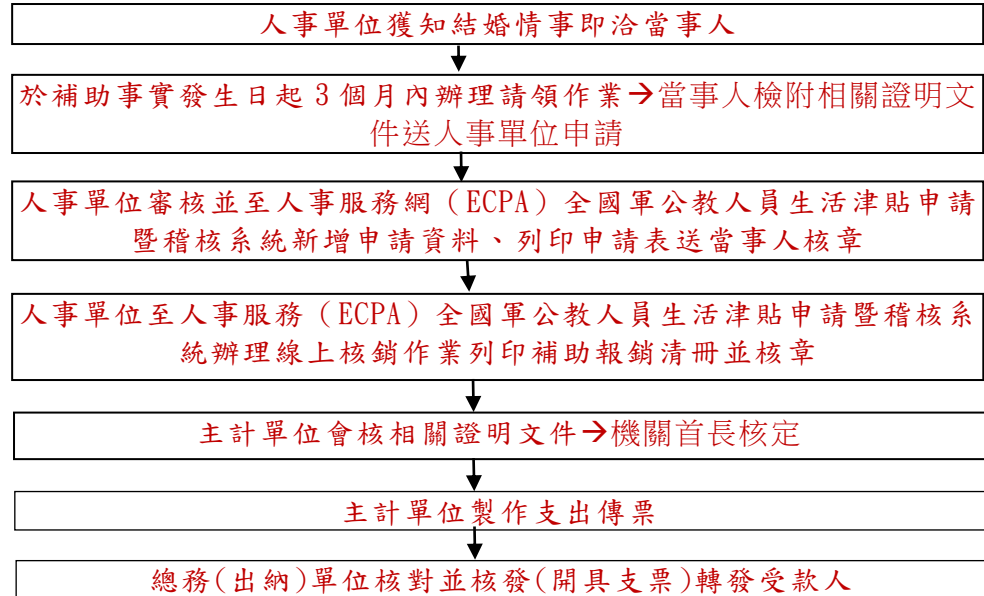 人事單位獲知結婚情事即洽當事人
於補助事實發生日起 3 個月內辦理請領作業→當事人檢附相關證明文
件送人事單位申請
人事單位審核並至人事服務網（ECPA）全國軍公教人員生活津貼申請
暨稽核系統新增申請資料、列印申請表送當事人核章
人事單位至人事服務（ECPA）全國軍公教人員生活津貼申請暨稽核系
統辦理線上核銷作業列印補助報銷清冊並核章
主計單位會核相關證明文件→機關首長核定
主計單位製作支出傳票
總務(出納)單位核對並核發(開具支票)轉發受款人